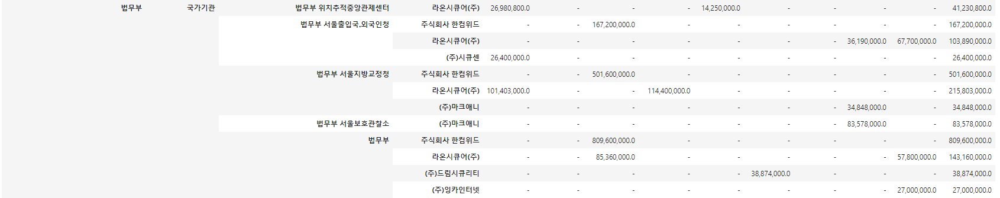 법무부 국가기관 법무부 위치추적중앙관제센터 라온시큐어(주) 26,980,800.0 - - - 14,250,000.0 - - - - 41,230,800.0
법무부 서울출입국.외국인청 주식회사 한컴위드 - - 167,200,000.0 - - - - - - 167,200,000.0
라온시큐어(주) - - - - - - - 36,190,000.0 67,700,000.0 103,890,000.0
(주)시큐센 26,400,000.0 - - - - - - - - 26,400,000.0
법무부 서울지방교정청 주식회사 한컴위드 - - 501,600,000.0 - - - - - - 501,600,000.0
라온시큐어(주) 101,403,000.0 - - 114,400,000.0 - - - - - 215,803,000.0
(주)마크애니 - - - - - - - 34,848,000.0 - 34,848,000.0
법무부 서울보호관찰소 (주)마크애니 - - - - - - - 83,578,000.0 - 83,578,000.0
법무부 주식회사 한컴위드 - - 809,600,000.0 - - - - - - 809,600,000.0
라온시큐어(주) - - 85,360,000.0 - - - - - 57,800,000.0 143,160,000.0
(주)드림시큐리티 - - - - - 38,874,000.0 - - - 38,874,000.0
(주)잉카인터넷 - - - - - - - - 27,000,000.0 27,000,000.0